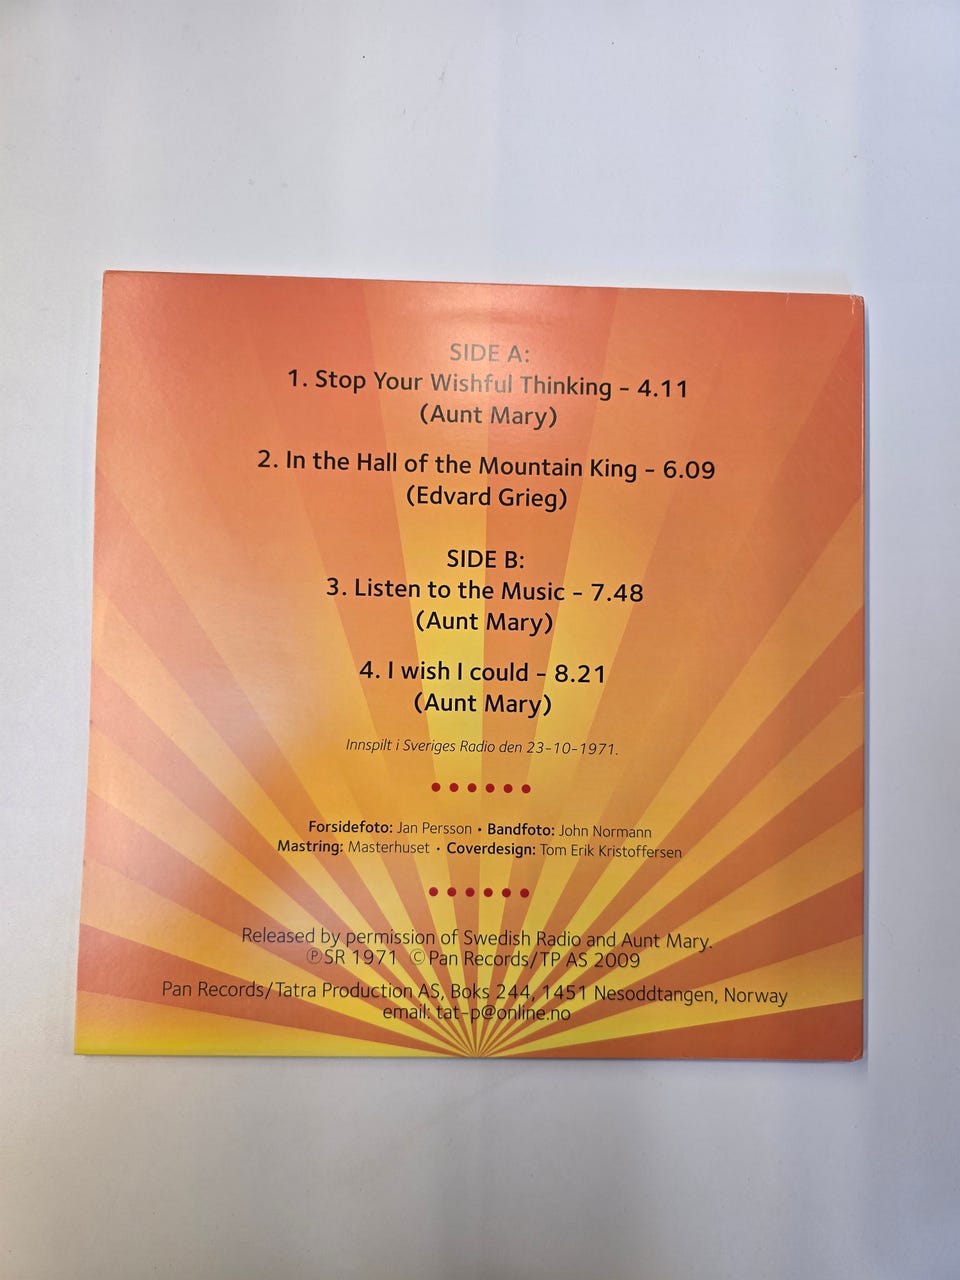 SIDE A:
1. Stop Your Wishful Thinking - 4.11
(Aunt Mary)
2. In the Hall of the Mountain King - 6.09
(Edvard Grieg)
SIDE B:
3. Listen to the Music - 7.48
(Aunt Mary)
4. I wish I could - 8.21
(Aunt Mary)
Innspilt i Sveriges Radio den 23-10-1971.
Forsidefoto: Jan Persson • Bandfoto: John Normann
Mastring: Masterhuset • Coverdesign: Tom Erik Kristoffersen
Released by permission of Swedish Radio and Aunt Mary.
℗SR 1971 ©Pan Records/TP AS 2009
Pan Records/Tatra Production AS, Boks 244, 1451 Nesoddtangen, Norway
email: tat-p@online.no